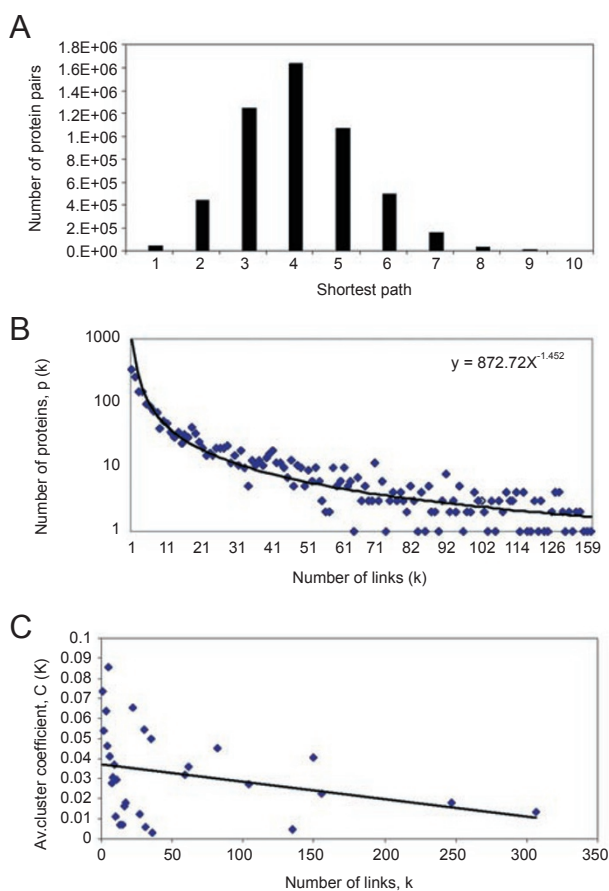 A
Number of protein pairs
1.8E+06
1.6E+06
1.4E+06
1.2E+06
1.0E+06
8.E+05
6.E+05
4.E+05
2.E+05
0.E+00
1 2 3 4 5 6 7 8 9 10
Shortest path
B
Number of proteins, p (k)
1000
100
10
1
y = 872.72X^-1.452
1 11 21 31 41 51 61 71 82 92 102 114 126 159
Number of links (k)
C
Av.cluster coefficient, C (K)
0.1
0.09
0.08
0.07
0.06
0.05
0.04
0.03
0.02
0.01
0
0 50 100 150 200 250 300 350
Number of links, k